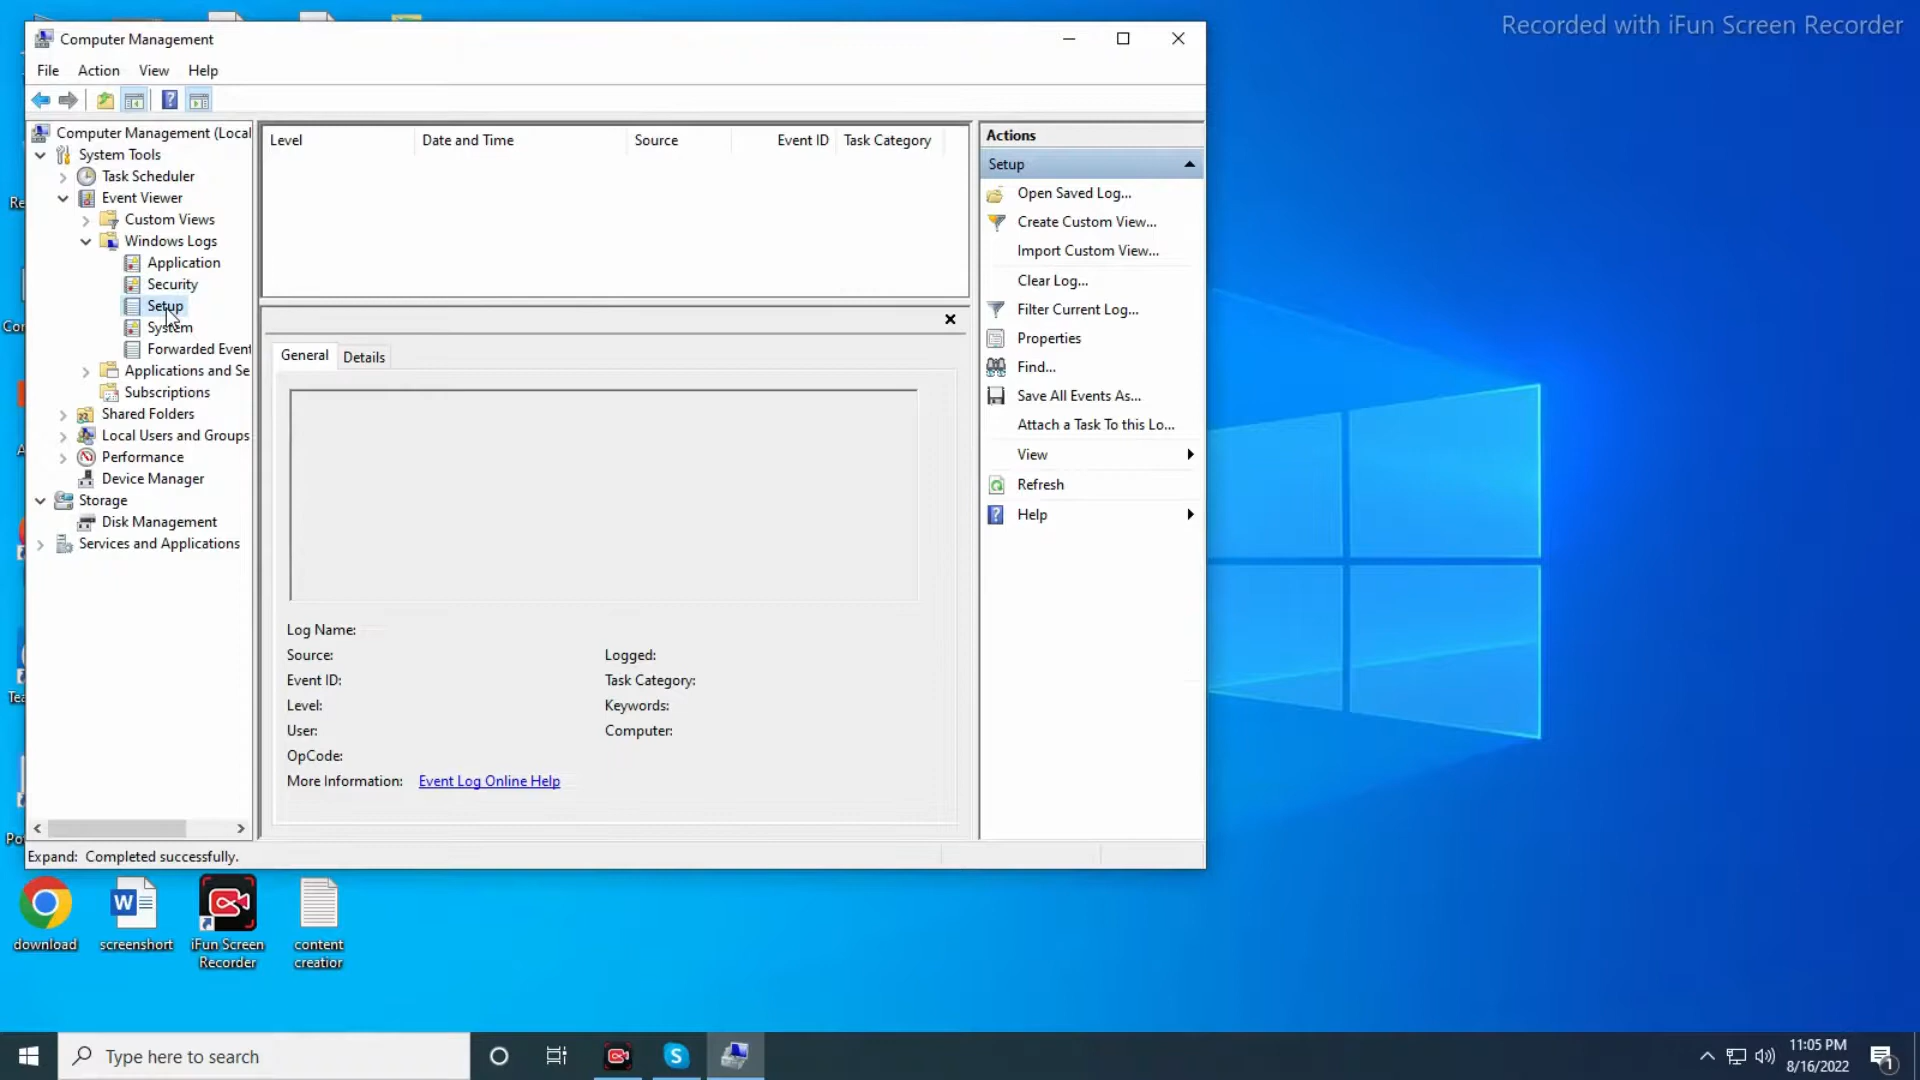 Recorded with iFun Screen Recorder
Computer Management
File Action View Help
Computer Management (Local
System Tools
Task Scheduler
Event Viewer
Custom Views
Windows Logs
Application
Security
Setup
System
Forwarded Event
Applications and Se
Subscriptions
Shared Folders
Local Users and Groups
Performance
Device Manager
Storage
Disk Management
Services and Applications
Level Date and Time Source Event ID Task Category
General Details
Log Name:
Source: Logged:
Event ID: Task Category:
Level: Keywords:
User: Computer:
OpCode:
More Information: Event Log Online Help
Actions
Setup
Open Saved Log...
Create Custom View...
Import Custom View...
Clear Log...
Filter Current Log...
Properties
Find...
Save All Events As...
Attach a Task To this Lo...
View
Refresh
Help
Expand: Completed successfully.
download
screenshort
iFun Screen
Recorder
content
creatior
Type here to search
11:05 PM
8/16/2022
1